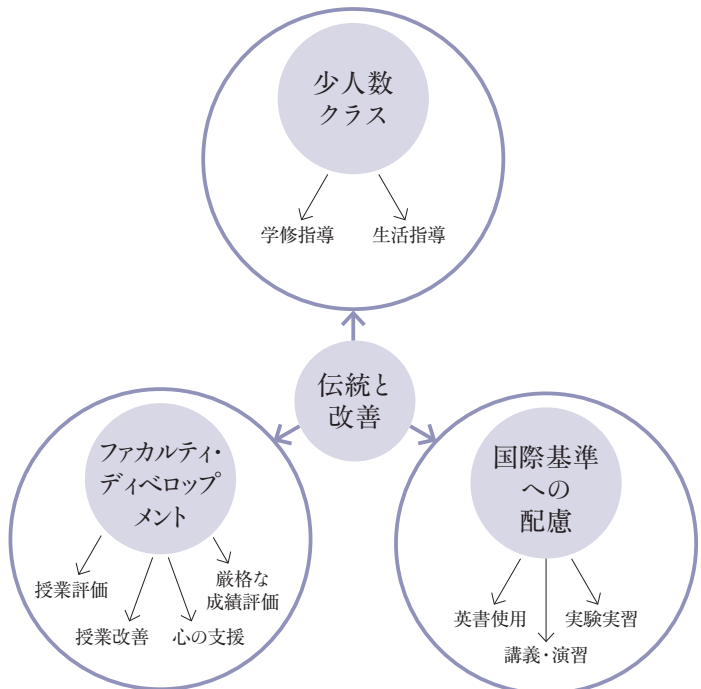 少人数
クラス
学修指導
生活指導
伝統と
改善
ファカルティ・
ディベロップ
メント
授業評価
授業改善
心の支援
厳格な
成績評価
国際基準
への
配慮
英書使用
講義・演習
実験実習